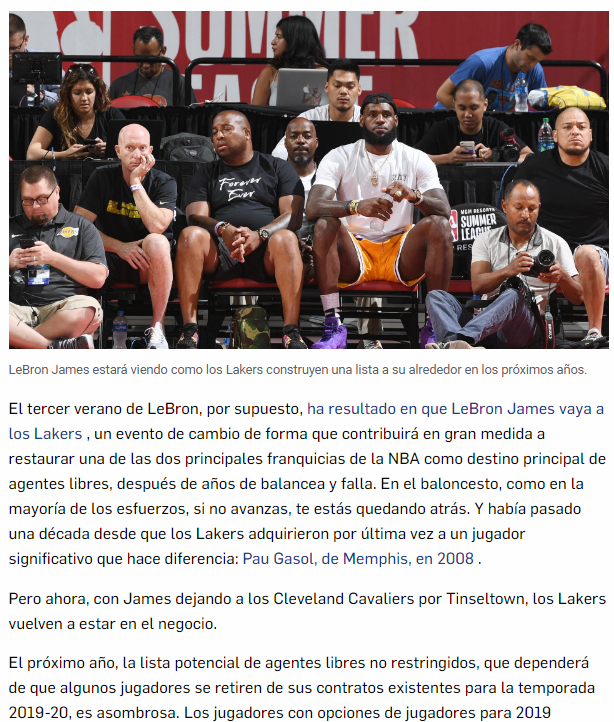 SUMMER
LEAGUE
Forever
Ever
MGM RESORTS
SUMMER
LEAGUE
LeBron James estará viendo como los Lakers construyen una lista a su alrededor en los próximos años.
El tercer verano de LeBron, por supuesto, ha resultado en que LeBron James vaya a
los Lakers , un evento de cambio de forma que contribuirá en gran medida a
restaurar una de las dos principales franquicias de la NBA como destino principal de
agentes libres, después de años de balancea y falla. En el baloncesto, como en la
mayoría de los esfuerzos, si no avanzas, te estás quedando atrás. Y había pasado
una década desde que los Lakers adquirieron por última vez a un jugador
significativo que hace diferencia: Pau Gasol, de Memphis, en 2008 .
Pero ahora, con James dejando a los Cleveland Cavaliers por Tinseltown, los Lakers
vuelven a estar en el negocio.
El próximo año, la lista potencial de agentes libres no restringidos, que dependerá
de que algunos jugadores se retiren de sus contratos existentes para la temporada
2019-20, es asombrosa. Los jugadores con opciones de jugadores para 2019